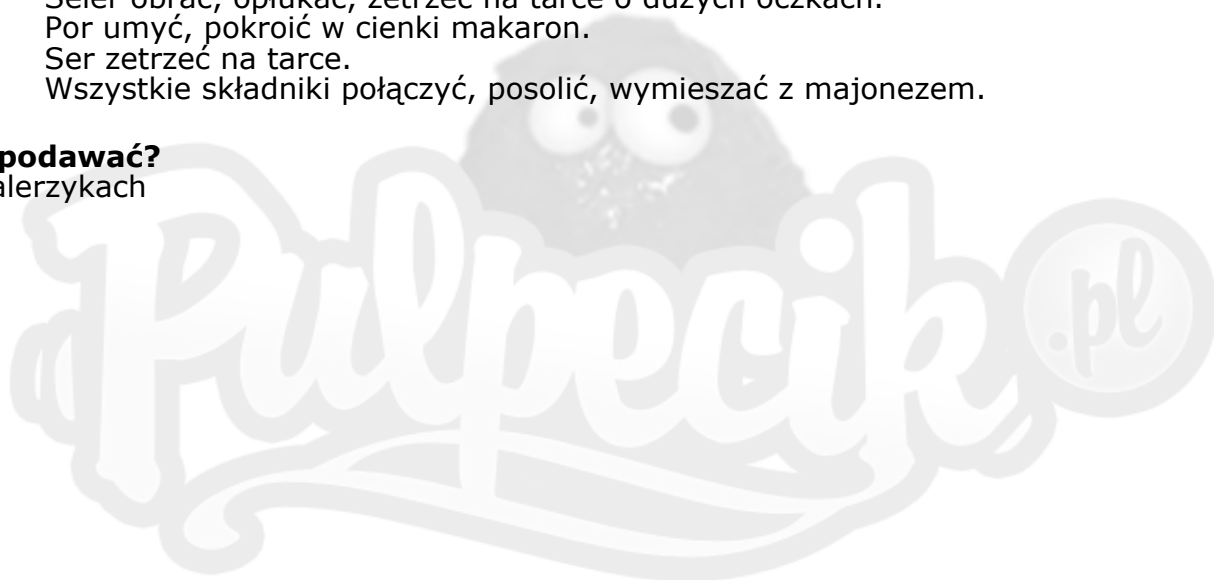 Seler obrać, opłukać, zetrzeć na tarce o dużych oczkach.
Por umyć, pokroić w cienki makaron.
Ser zetrzeć na tarce.
Wszystkie składniki połączyć, posolić, wymieszać z majonezem.
podawać?
alerzykach
Pulpecik .pl